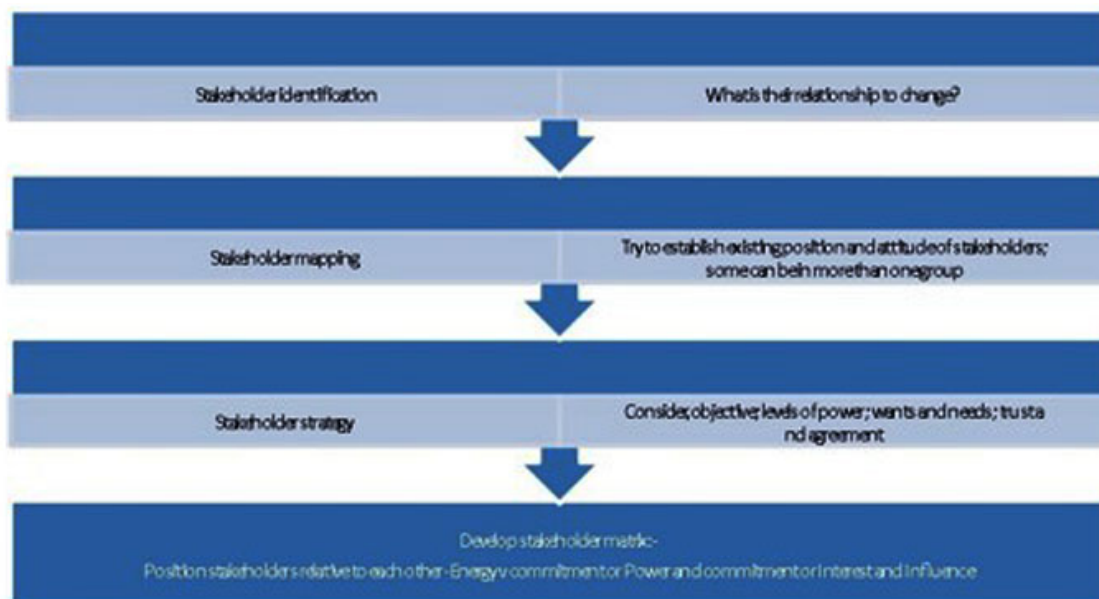 Stakeholder identification
What is their relationship to change?
Stakeholder mapping
Try to establish existing position and attitude of stakeholders;
some can be in more than one group
Stakeholder strategy
Consider, objective, levels of power; wants and needs; trust a
nd agreement
Develop stakeholder matrix-
Position stakeholders relative to each other - Energy v commitment or Power and commitment or Interest and Influence